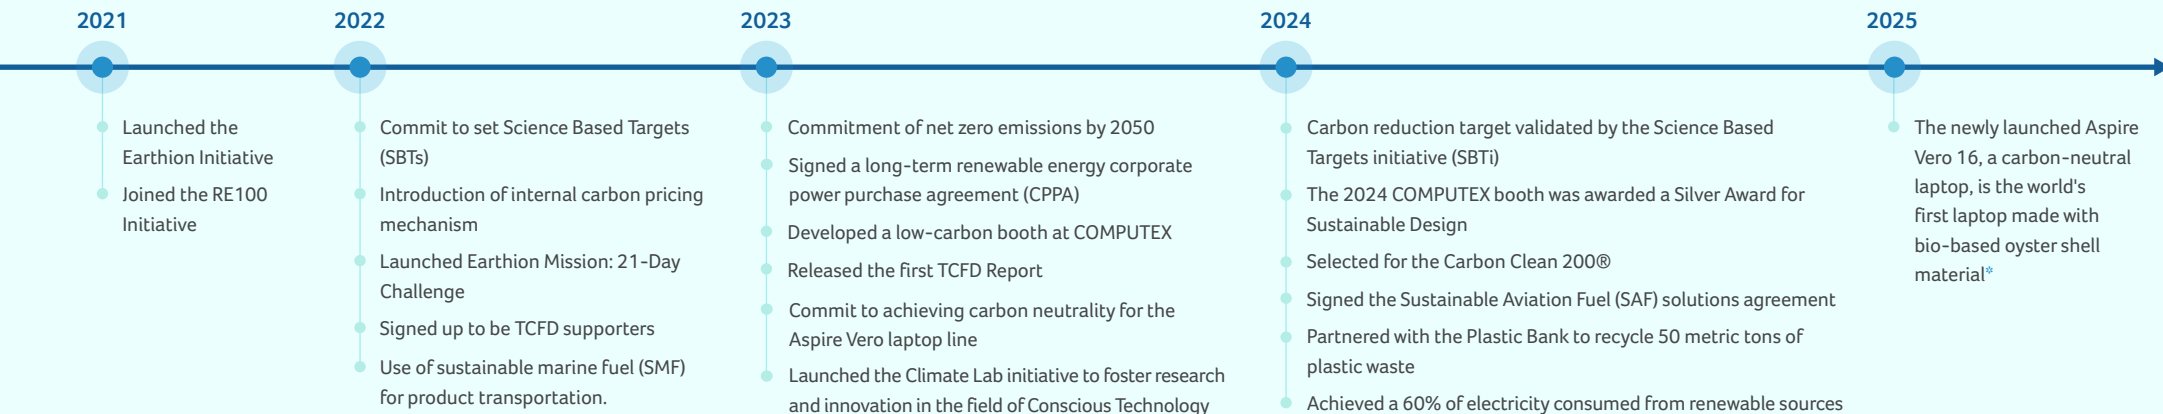 2021
Launched the
Earthion Initiative
Joined the RE100
Initiative
2022
Commit to set Science Based Targets
(SBTs)
Introduction of internal carbon pricing
mechanism
Launched Earthion Mission: 21-Day
Challenge
Signed up to be TCFD supporters
Use of sustainable marine fuel (SMF)
for product transportation.
2023
Commitment of net zero emissions by 2050
Signed a long-term renewable energy corporate
power purchase agreement (CPPA)
Developed a low-carbon booth at COMPUTEX
Released the first TCFD Report
Commit to achieving carbon neutrality for the
Aspire Vero laptop line
Launched the Climate Lab initiative to foster research
and innovation in the field of Conscious Technology
2024
Carbon reduction target validated by the Science Based
Targets initiative (SBTi)
The 2024 COMPUTEX booth was awarded a Silver Award for
Sustainable Design
Selected for the Carbon Clean 200®
Signed the Sustainable Aviation Fuel (SAF) solutions agreement
Partnered with the Plastic Bank to recycle 50 metric tons of
plastic waste
Achieved a 60% of electricity consumed from renewable sources
2025
The newly launched Aspire
Vero 16, a carbon-neutral
laptop, is the world's
first laptop made with
bio-based oyster shell
material*